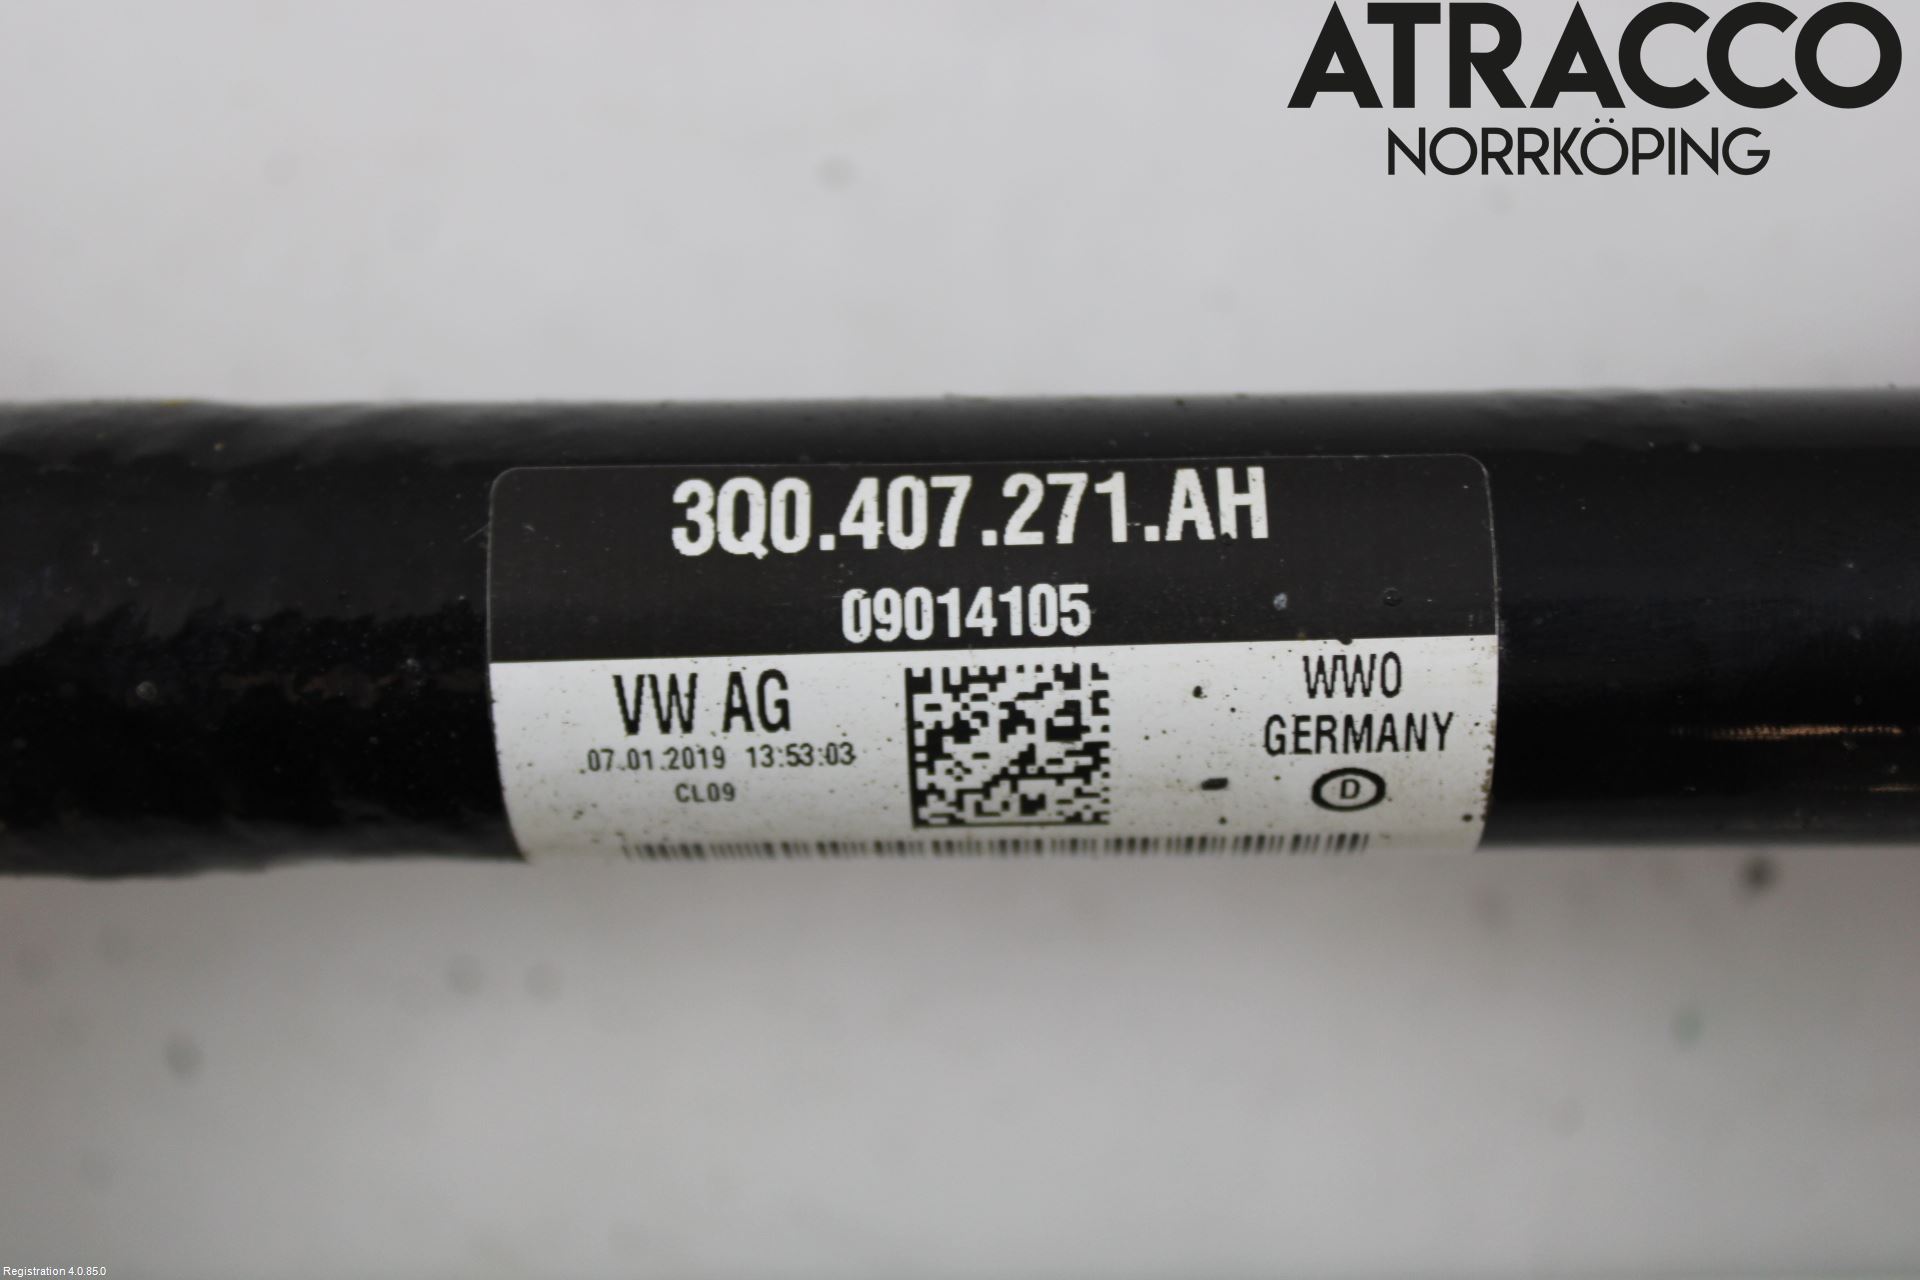 ATRACCO
NORRKÖPING
3Q0.407.271.AH
09014105
VW AG
07.01.2019 13:53:03
CL09
WWO
GERMANY
D
Registration 4.0.85.0